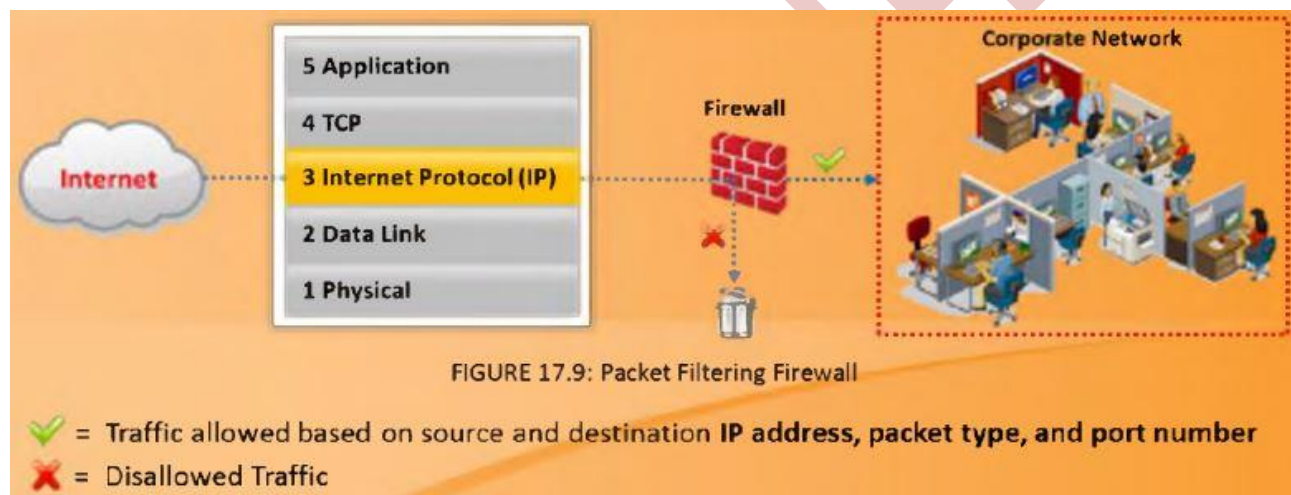 Corporate Network
5 Application
4 TCP
Firewall
Internet
3 Internet Protocol (IP)
2 Data Link
1 Physical
FIGURE 17.9: Packet Filtering Firewall
= Traffic allowed based on source and destination IP address, packet type, and port number
= Disallowed Traffic